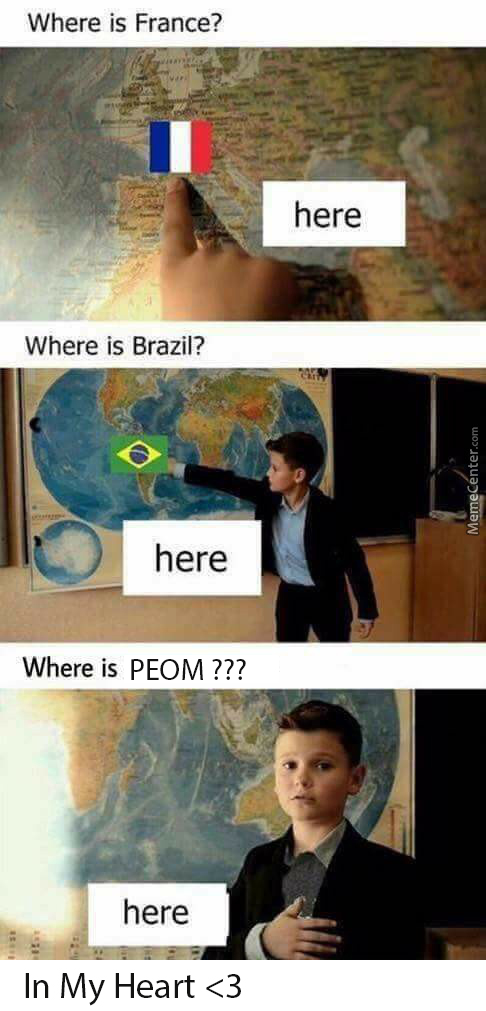 Where is France?
here
Where is Brazil?
MemeCenter.com
here
Where is PEOM ???
here
In My Heart <3